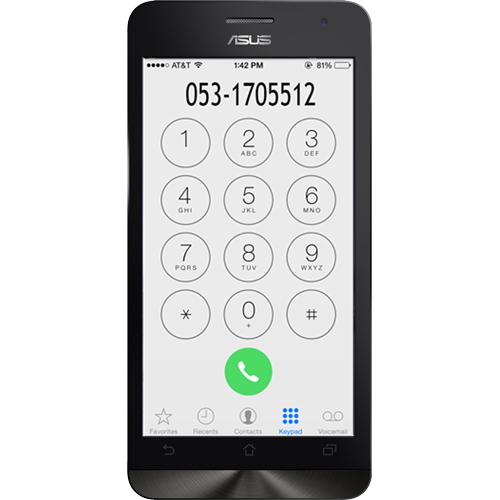 ASUS
AT&T 1:42 PM 81%
053-1705512
1 2 3
ABC DEF
4 5 6
GHI JKL MNO
7 8 9
PQRS TUV WXYZ
* 0 #
+
Favorites Recents Contacts Keypad Voicemail